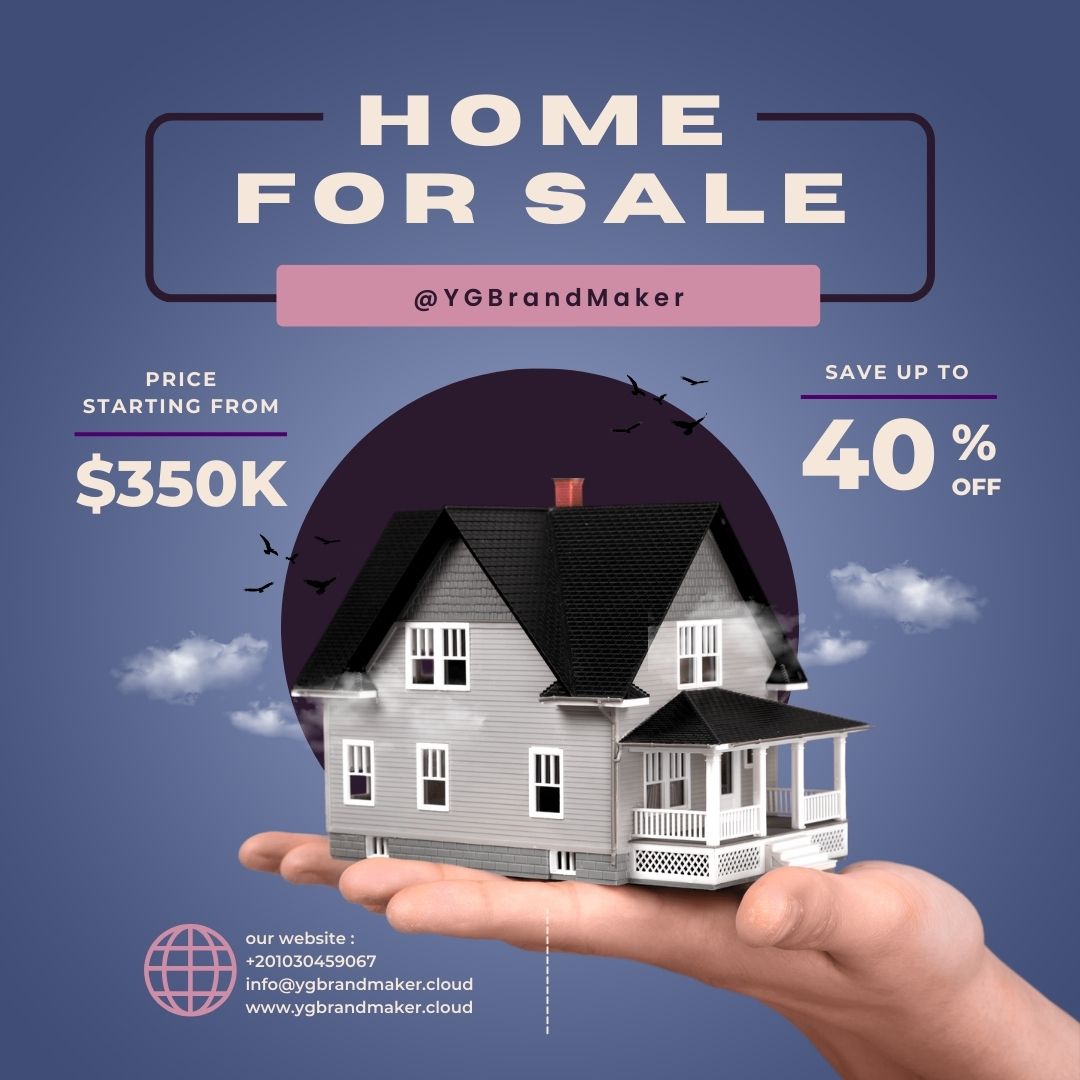 HOME
FOR SALE
@YGBrandMaker
PRICE
STARTING FROM
$350K
SAVE UP TO
40 %
OFF
our website :
+201030459067
info@ygbrandmaker.cloud
www.ygbrandmaker.cloud